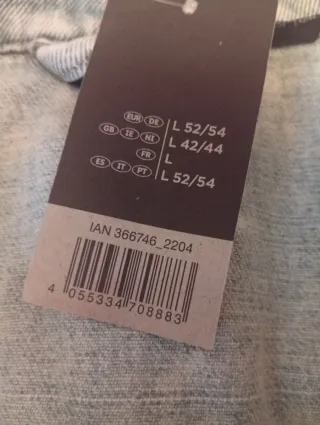 EUR DE L 52/54
GB IE NI L 42/44
FR L
ES IT PT L 52/54
IAN 366746_2204
4 055334 708883